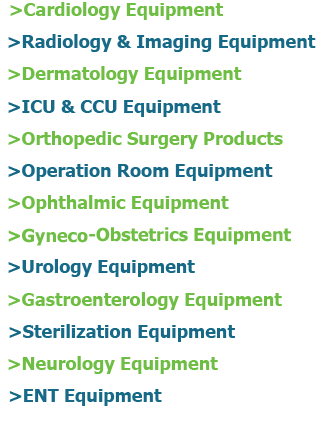 >Cardiology Equipment
>Radiology & Imaging Equipment
>Dermatology Equipment
>ICU & CCU Equipment
>Orthopedic Surgery Products
>Operation Room Equipment
>Ophthalmic Equipment
>Gyneco-Obstetrics Equipment
>Urology Equipment
>Gastroenterology Equipment
>Sterilization Equipment
>Neurology Equipment
>ENT Equipment